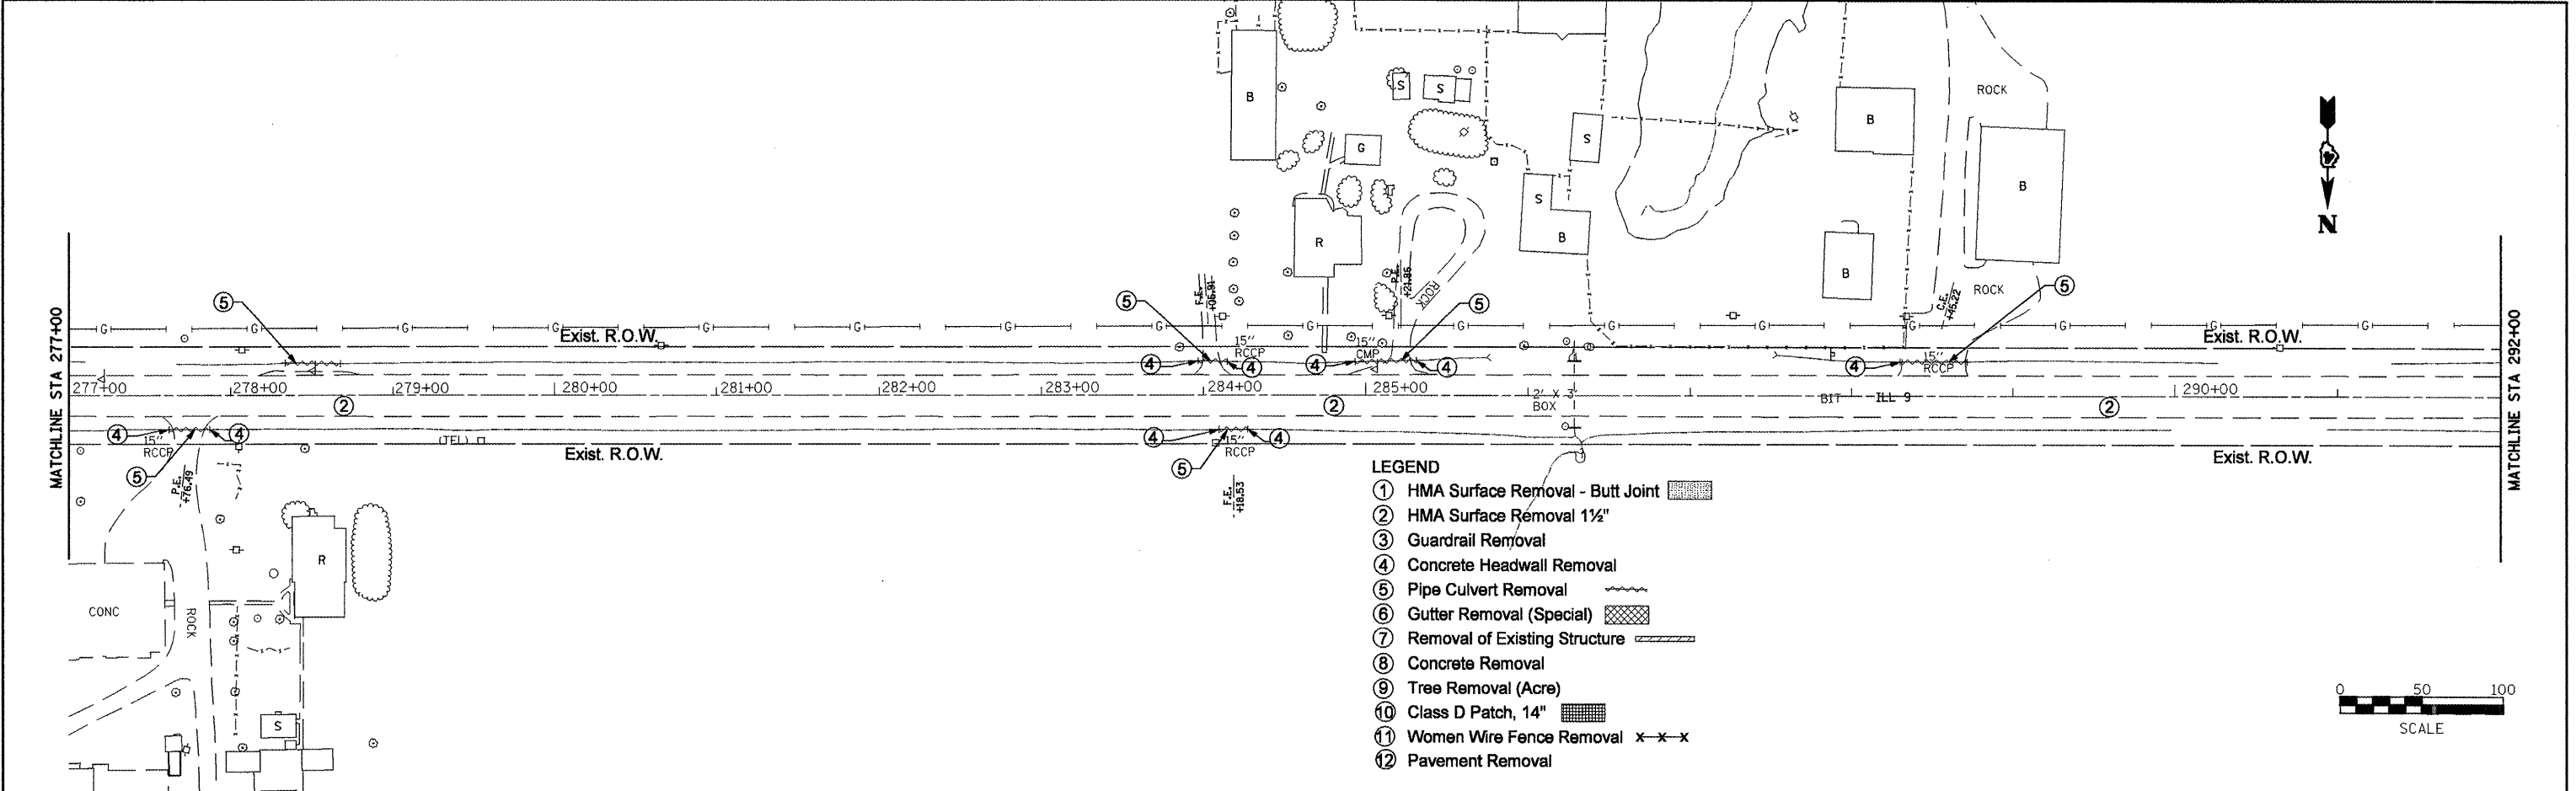 B
S
S
G
S
S
B
R
B
B
B
ROCK
ROCK
ROCK
N
F.E.
+06.91
P.E.
+21.86
C.E.
+45.22
5
5
5
5
MATCHLINE STA 277+00
MATCHLINE STA 292+00
G G G G G G G G G G G G G G G G
Exist. R.O.W.
Exist. R.O.W.
15" RCCP
15" CMP
15" RCCP
4 4 4 4 4
277+00 278+00 279+00 280+00 281+00 282+00 283+00 284+00 285+00 290+00
2' X 3'
BOX
BIT ILL 9
2 2 2
4 4 4 4
15"
RCCP
(TEL)
15"
RCCP
Exist. R.O.W.
Exist. R.O.W.
5
5
P.E.
+76.49
F.E.
+18.53
R
CONC
ROCK
S
LEGEND
1 HMA Surface Removal - Butt Joint
2 HMA Surface Removal 1½"
3 Guardrail Removal
4 Concrete Headwall Removal
5 Pipe Culvert Removal
6 Gutter Removal (Special)
7 Removal of Existing Structure
8 Concrete Removal
9 Tree Removal (Acre)
10 Class D Patch, 14"
11 Women Wire Fence Removal x-x-x
12 Pavement Removal
0 50 100
SCALE